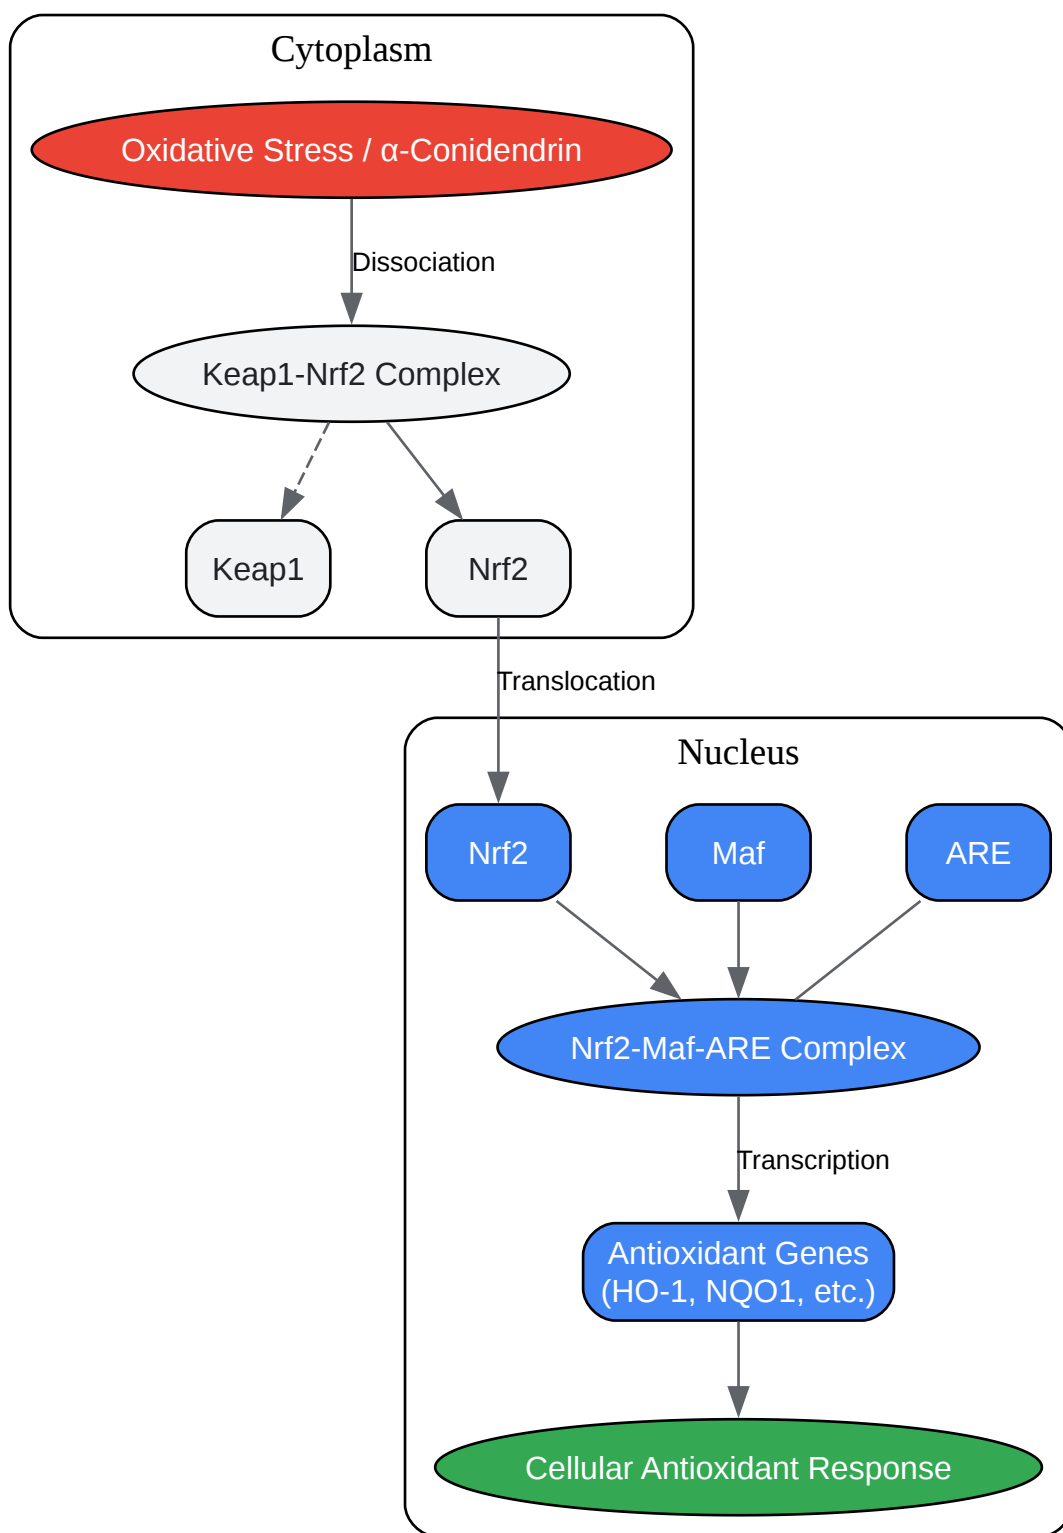 Cytoplasm
Oxidative Stress / α-Conidendrin
Dissociation
Keap1-Nrf2 Complex
Keap1
Nrf2
Translocation
Nucleus
Nrf2
Maf
ARE
Nrf2-Maf-ARE Complex
Transcription
Antioxidant Genes
(HO-1, NQO1, etc.)
Cellular Antioxidant Response